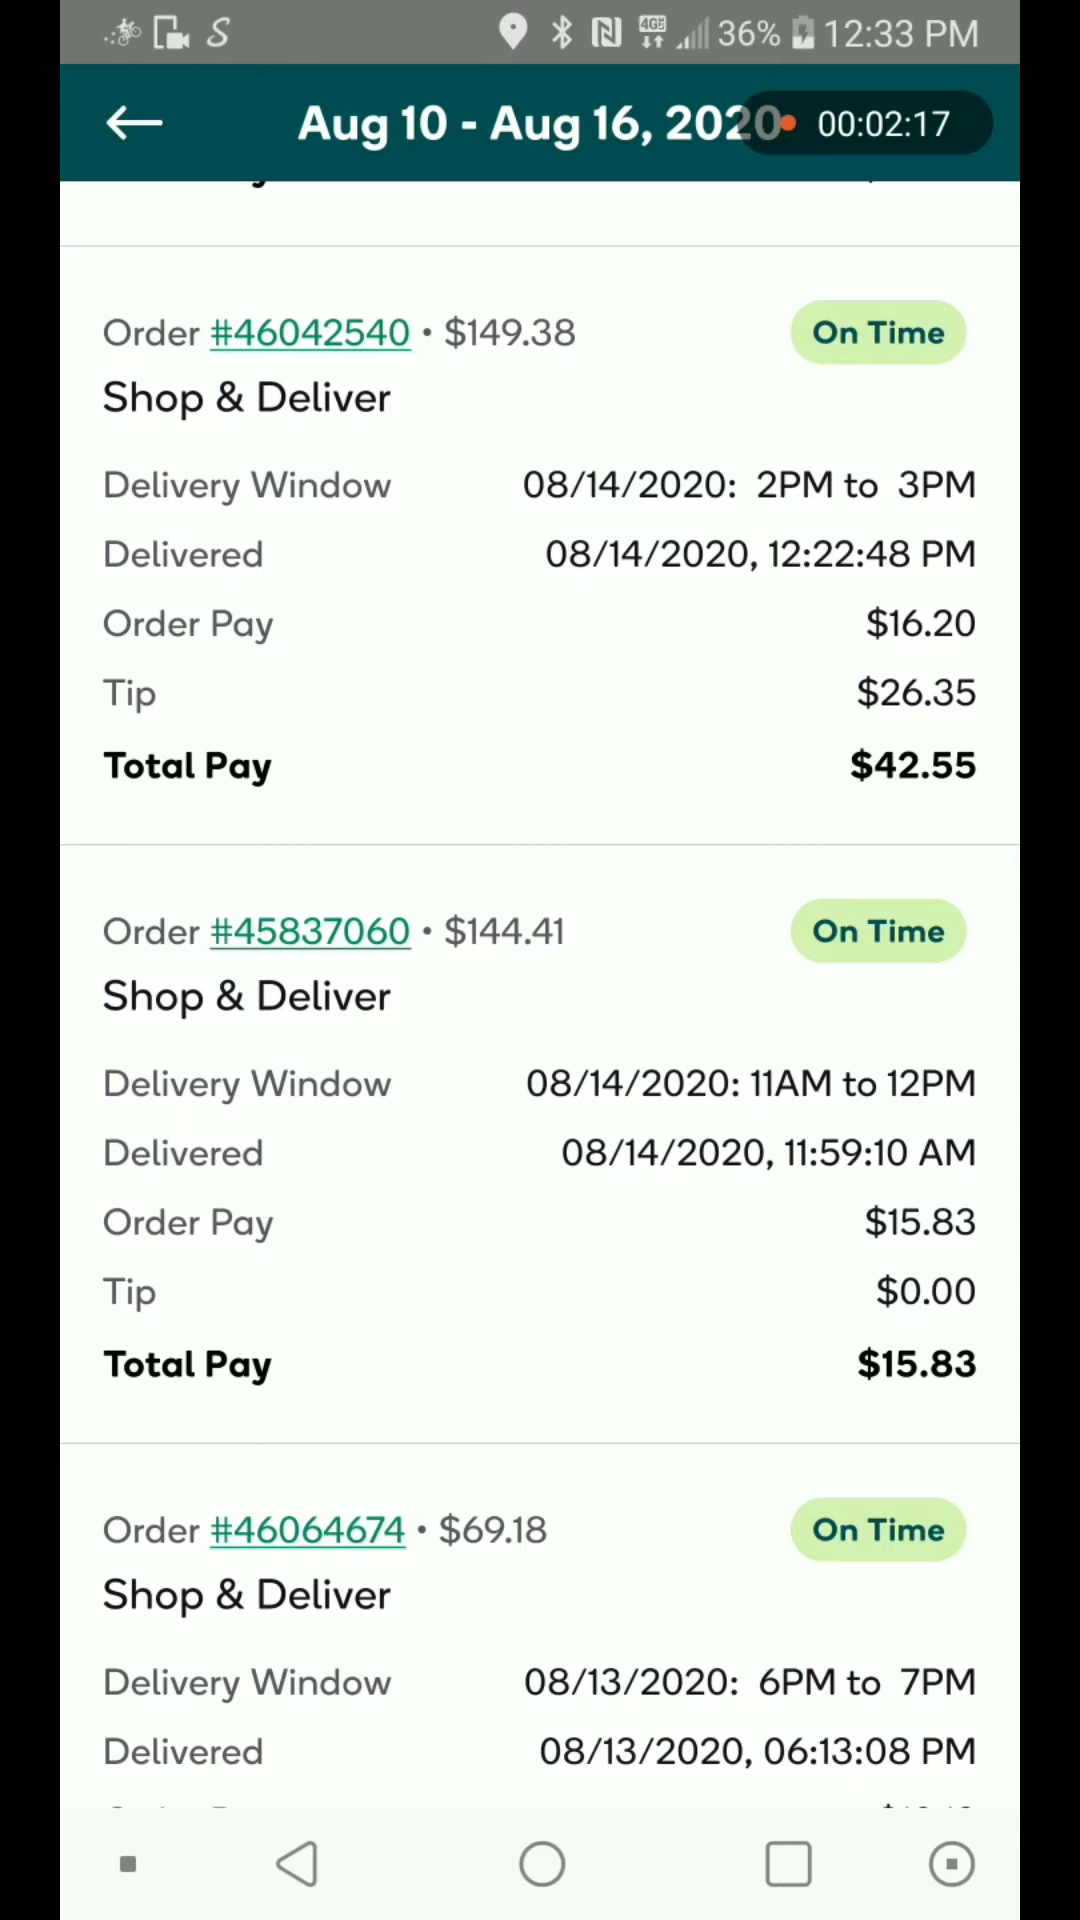 36% 12:33 PM
Aug 10 - Aug 16, 2020 00:02:17
Order #46042540 • $149.38 On Time
Shop & Deliver
Delivery Window 08/14/2020: 2PM to 3PM
Delivered 08/14/2020, 12:22:48 PM
Order Pay $16.20
Tip $26.35
Total Pay $42.55
Order #45837060 • $144.41 On Time
Shop & Deliver
Delivery Window 08/14/2020: 11AM to 12PM
Delivered 08/14/2020, 11:59:10 AM
Order Pay $15.83
Tip $0.00
Total Pay $15.83
Order #46064674 • $69.18 On Time
Shop & Deliver
Delivery Window 08/13/2020: 6PM to 7PM
Delivered 08/13/2020, 06:13:08 PM